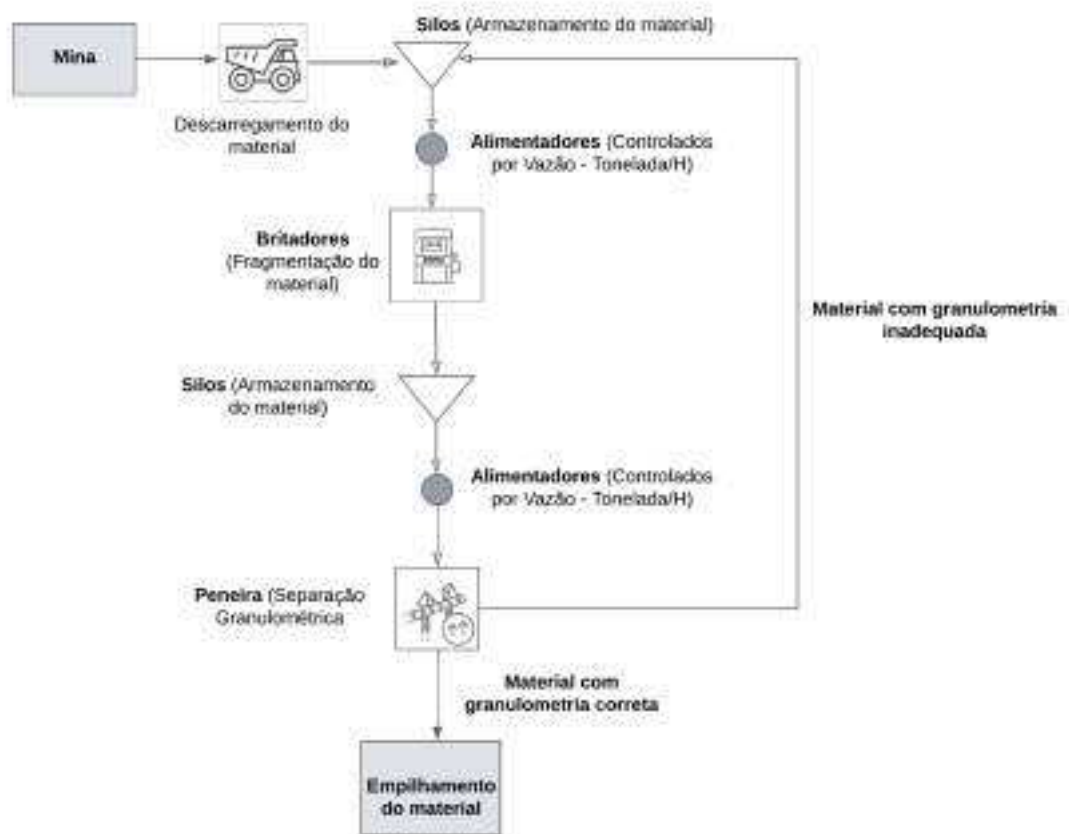 Silos (Armazenamento do material)
Mina
Descarregamento do
material
Alimentadores (Controlados
por Vazão - Tonelada/H)
Britadores
(Fragmentação do
material)
Material com granulometria
inadequada
Silos (Armazenamento
do material)
Alimentadores (Controlados
por Vazão - Tonelada/H)
Peneira (Separação
Granulométrica
Material com
granulometria correta
Empilhamento
do material